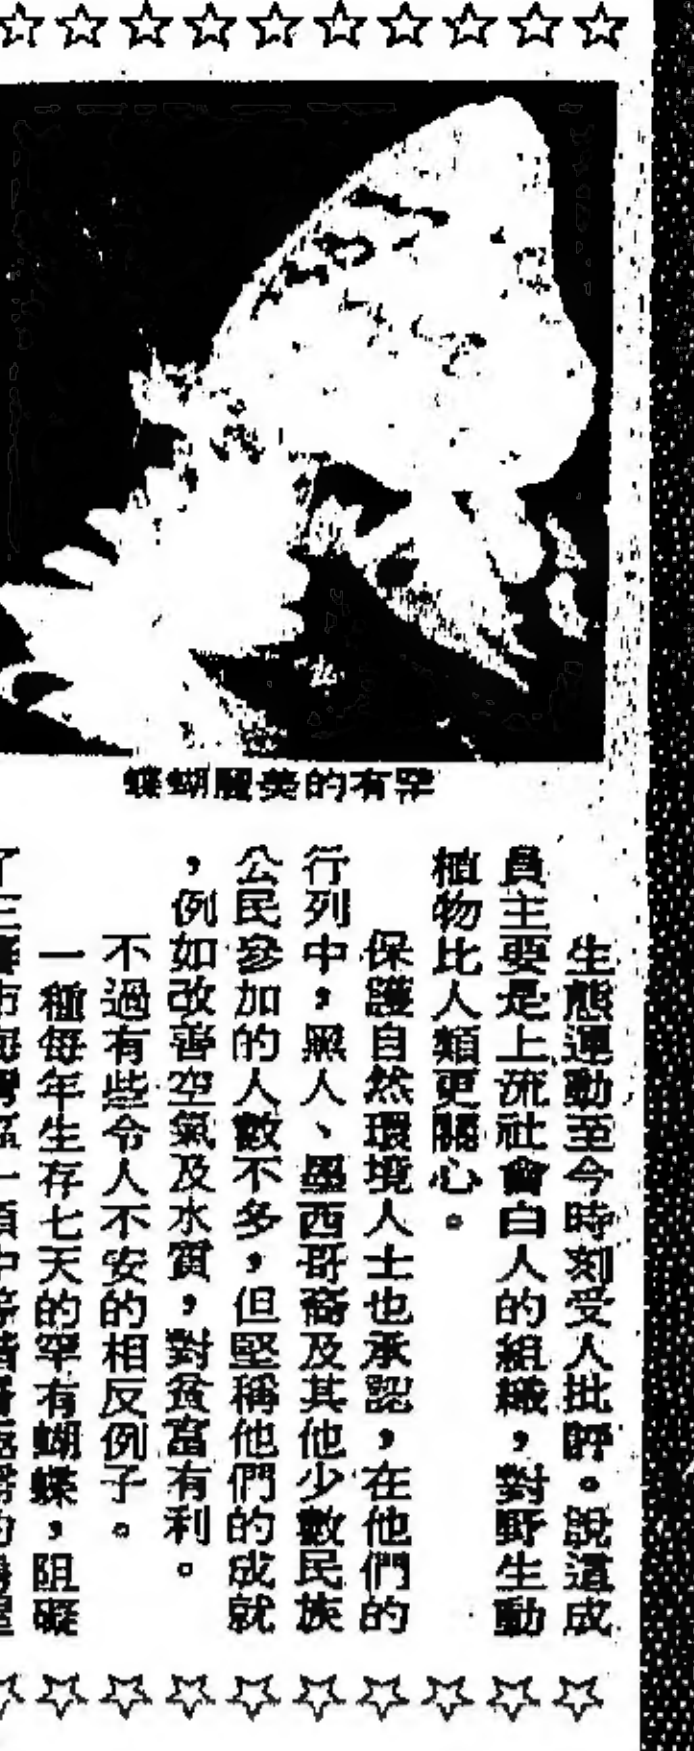 罕有的美麗蝴蝶
生態運動至今時刻受人批評。說這成
員主要是上流社會白人的組織，對野生動
植物比人類更關心。
保護自然環境人士也承認，在他們的
行列中，黑人、墨西哥裔及其他少數民族
公民參加的人數不多，但堅稱他們的成就
，例如改善空氣及水質，對貧富有利。
不過有些令人不安的相反例子。
一種每年生存七天的罕有蝴蝶，阻礙